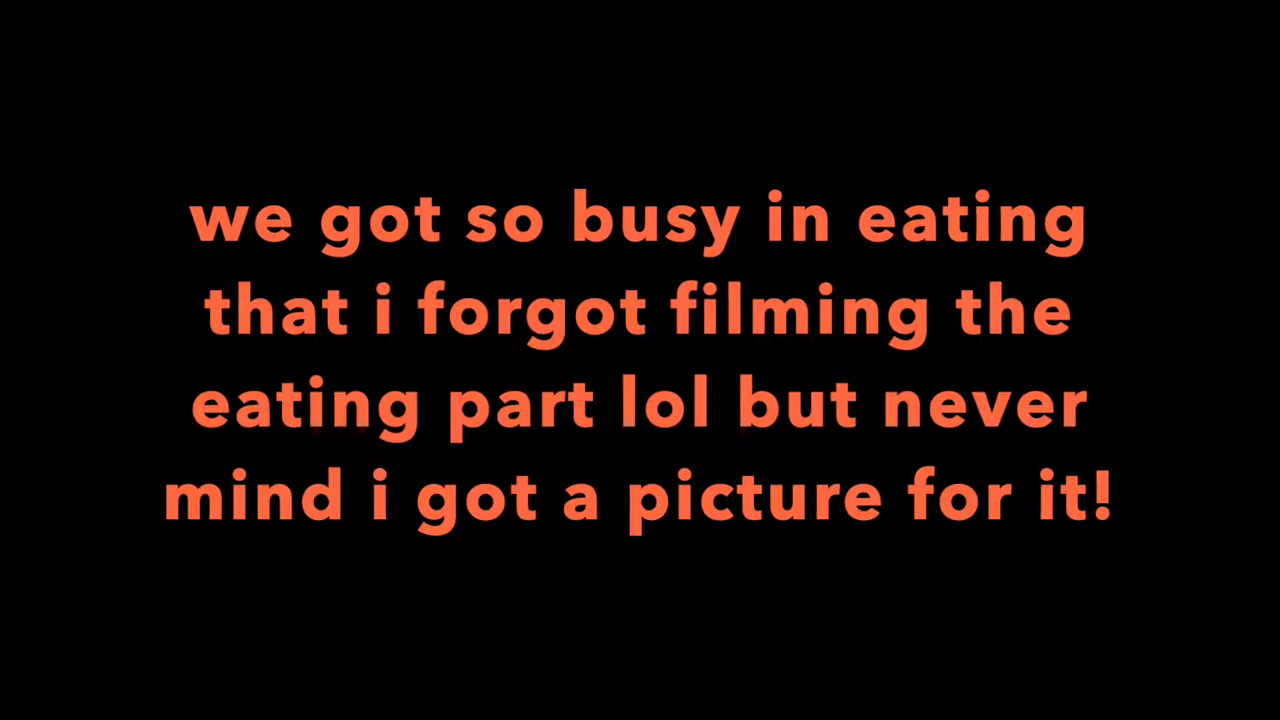 we got so busy in eating
that i forgot filming the
eating part lol but never
mind i got a picture for it!